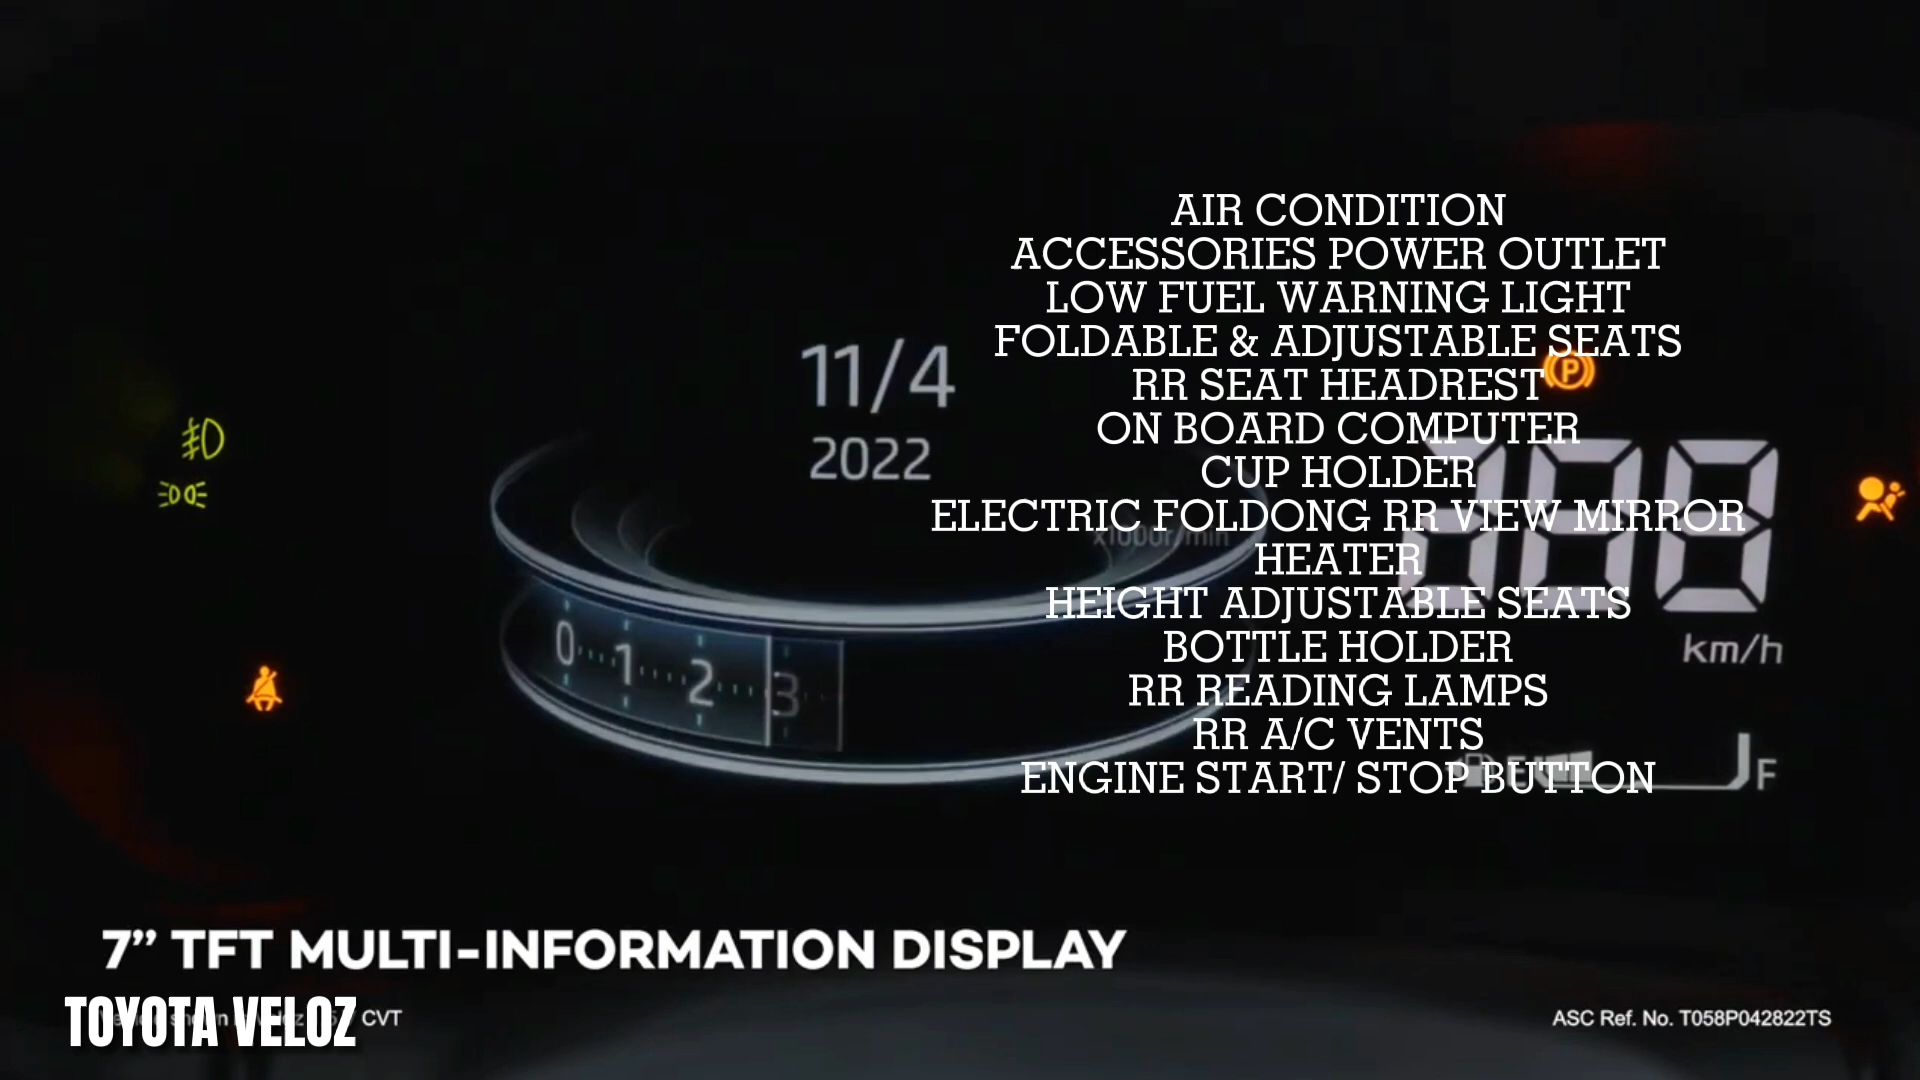 AIR CONDITION
ACCESSORIES POWER OUTLET
LOW FUEL WARNING LIGHT
FOLDABLE & ADJUSTABLE SEATS
RR SEAT HEADREST
ON BOARD COMPUTER
CUP HOLDER
ELECTRIC FOLDONG RR VIEW MIRROR
HEATER
HEIGHT ADJUSTABLE SEATS
BOTTLE HOLDER
RR READING LAMPS
RR A/C VENTS
ENGINE START/ STOP BUTTON
11/4
2022
P
x1000r/min
0 1 2 3
km/h
F
7” TFT MULTI-INFORMATION DISPLAY
TOYOTA VELOZ
CVT
ASC Ref. No. T058P042822TS